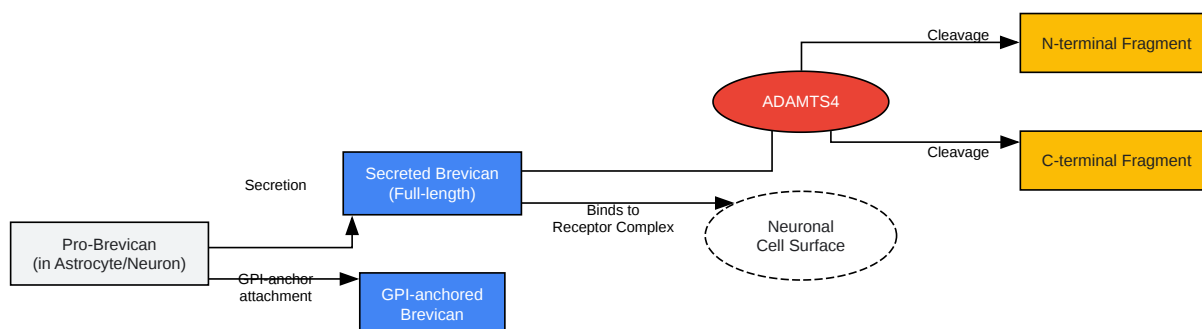 Cleavage
N-terminal Fragment
ADAMTS4
Cleavage
C-terminal Fragment
Secretion
Secreted Brevican
(Full-length)
Binds to
Receptor Complex
Neuronal
Cell Surface
Pro-Brevican
(in Astrocyte/Neuron)
GPI-anchor
attachment
GPI-anchored
Brevican